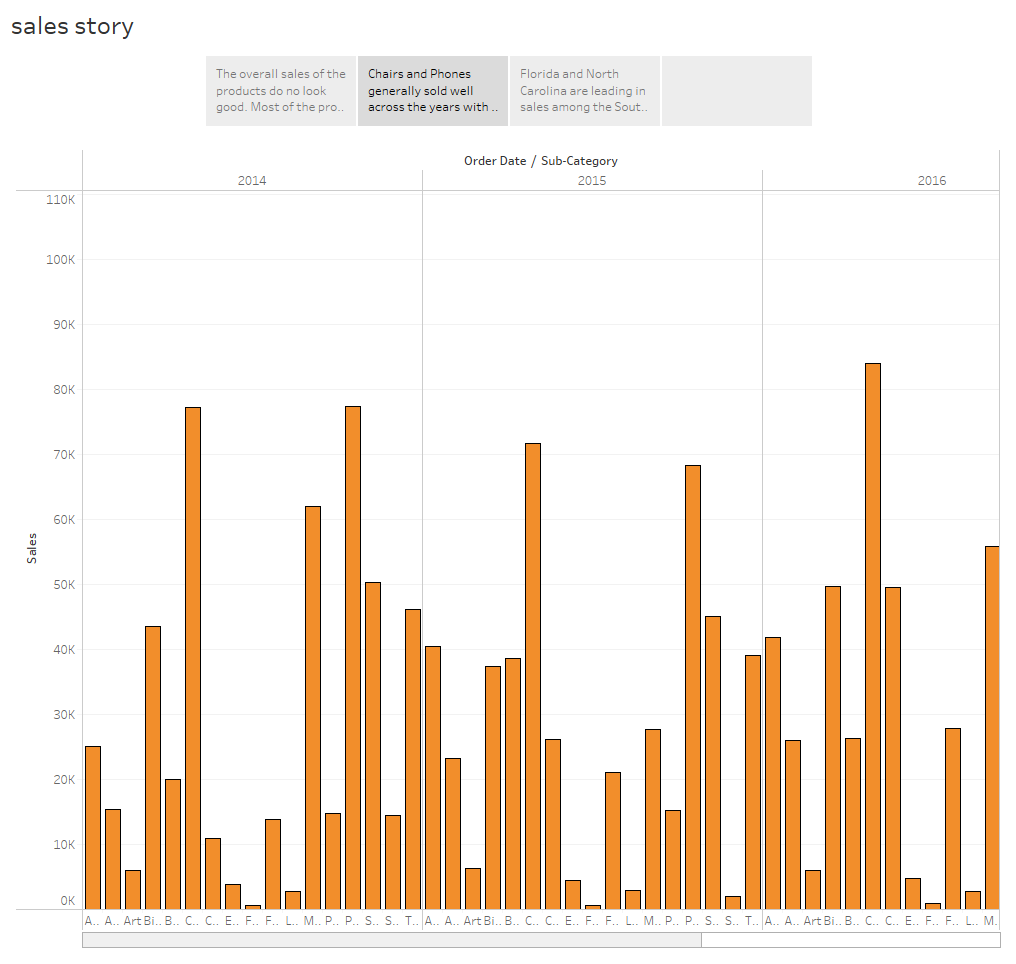 sales story
The overall sales of the
products do no look
good. Most of the pro..
Chairs and Phones
generally sold well
across the years with ..
Florida and North
Carolina are leading in
sales among the Sout..
Order Date / Sub-Category
2014 2015 2016
110K
100K
90K
80K
70K
60K
50K
40K
30K
20K
10K
0K
Sales
A.. A.. Art Bi.. B.. C.. C.. E.. F.. F.. L.. M.. P.. P.. S.. S.. T.. A.. A.. Art Bi.. B.. C.. C.. E.. F.. F.. L.. M.. P.. P.. S.. S.. T.. A.. A.. Art Bi.. B.. C.. C.. E.. F.. F.. L.. M.